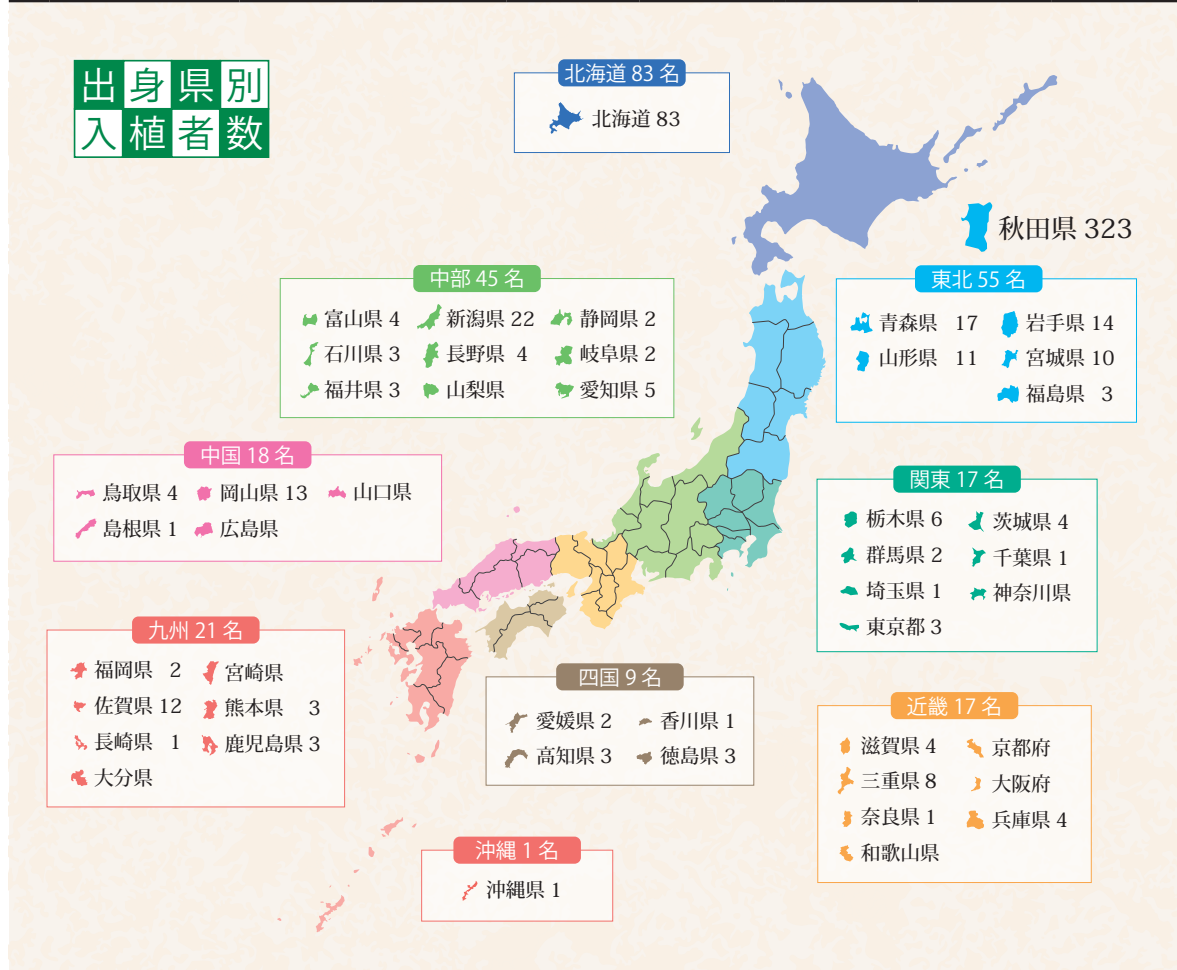 出身県別
入植者数
北海道 83 名
北海道 83
秋田県 323
東北 55 名
青森県 17 岩手県 14
山形県 11 宮城県 10
福島県 3
中部 45 名
富山県 4 新潟県 22 静岡県 2
石川県 3 長野県 4 岐阜県 2
福井県 3 山梨県 愛知県 5
中国 18 名
鳥取県 4 岡山県 13 山口県
島根県 1 広島県
関東 17 名
栃木県 6 茨城県 4
群馬県 2 千葉県 1
埼玉県 1 神奈川県
東京都 3
九州 21 名
福岡県 2 宮崎県
佐賀県 12 熊本県 3
長崎県 1 鹿児島県 3
大分県
四国 9 名
愛媛県 2 香川県 1
高知県 3 徳島県 3
近畿 17 名
滋賀県 4 京都府
三重県 8 大阪府
奈良県 1 兵庫県 4
和歌山県
沖縄 1 名
沖縄県 1